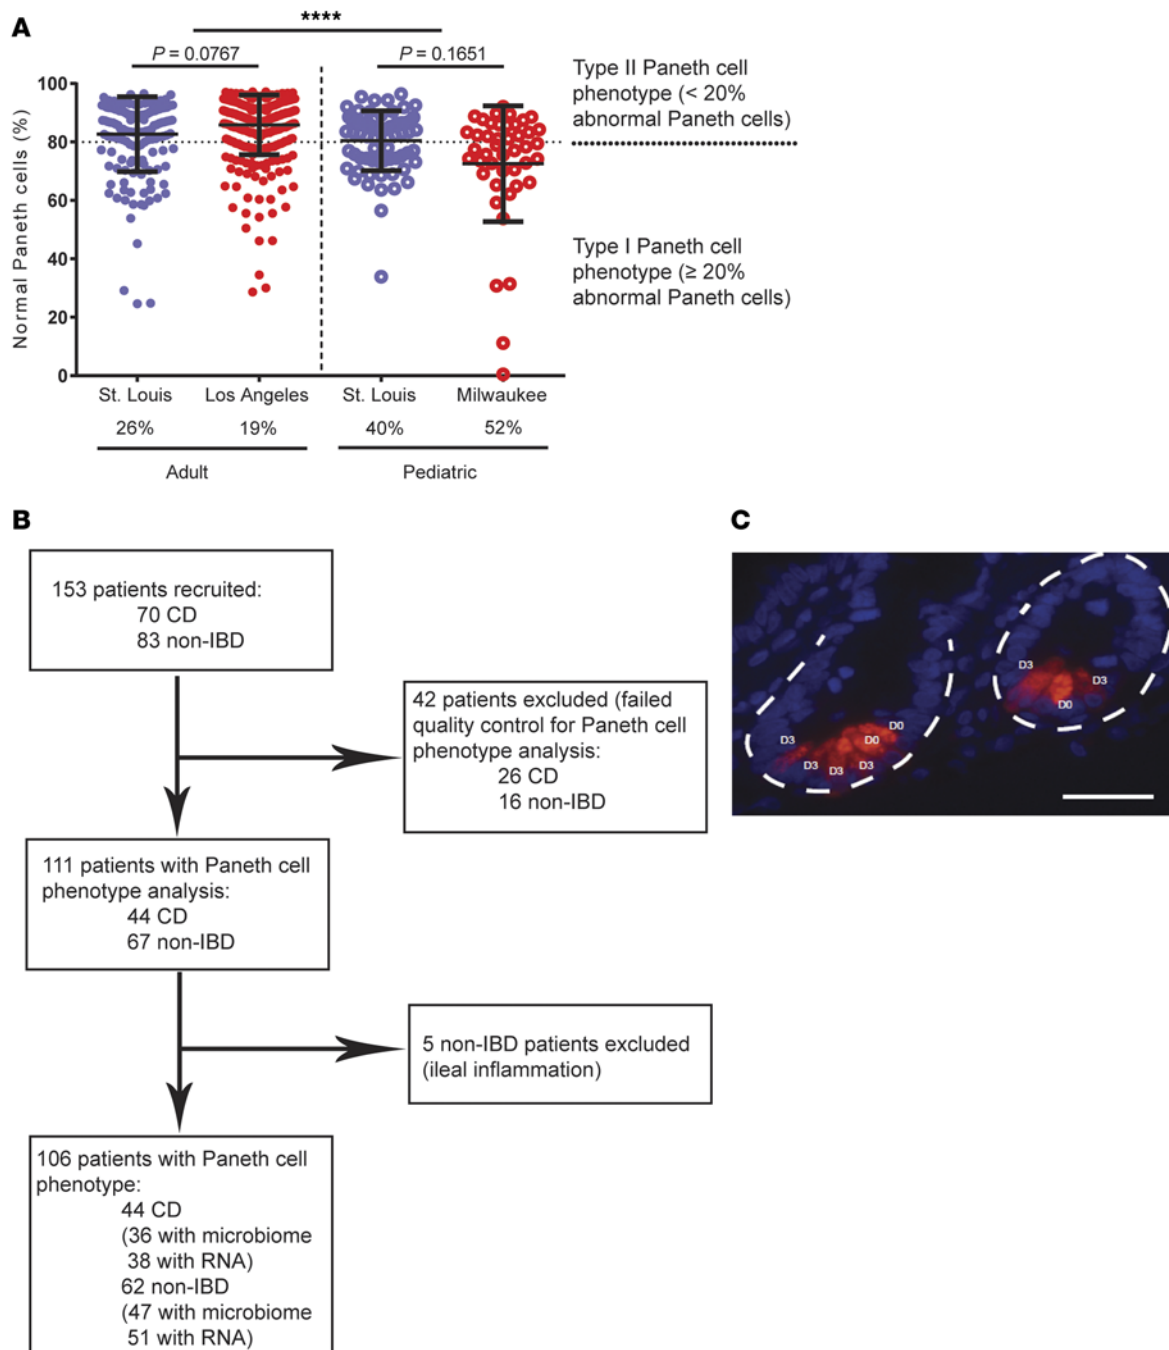 A
****
P = 0.0767
P = 0.1651
Normal Paneth cells (%)
100
80
60
40
20
0
Type II Paneth cell
phenotype (< 20%
abnormal Paneth cells)
Type I Paneth cell
phenotype (≥ 20%
abnormal Paneth cells)
St. Louis Los Angeles St. Louis Milwaukee
26% 19% 40% 52%
Adult Pediatric
B
153 patients recruited:
70 CD
83 non-IBD
42 patients excluded (failed
quality control for Paneth cell
phenotype analysis:
26 CD
16 non-IBD
111 patients with Paneth cell
phenotype analysis:
44 CD
67 non-IBD
5 non-IBD patients excluded
(ileal inflammation)
106 patients with Paneth cell
phenotype:
44 CD
(36 with microbiome
38 with RNA)
62 non-IBD
(47 with microbiome
51 with RNA)
C
D3 D3
D0
D0
D3 D0
D3 D3 D3